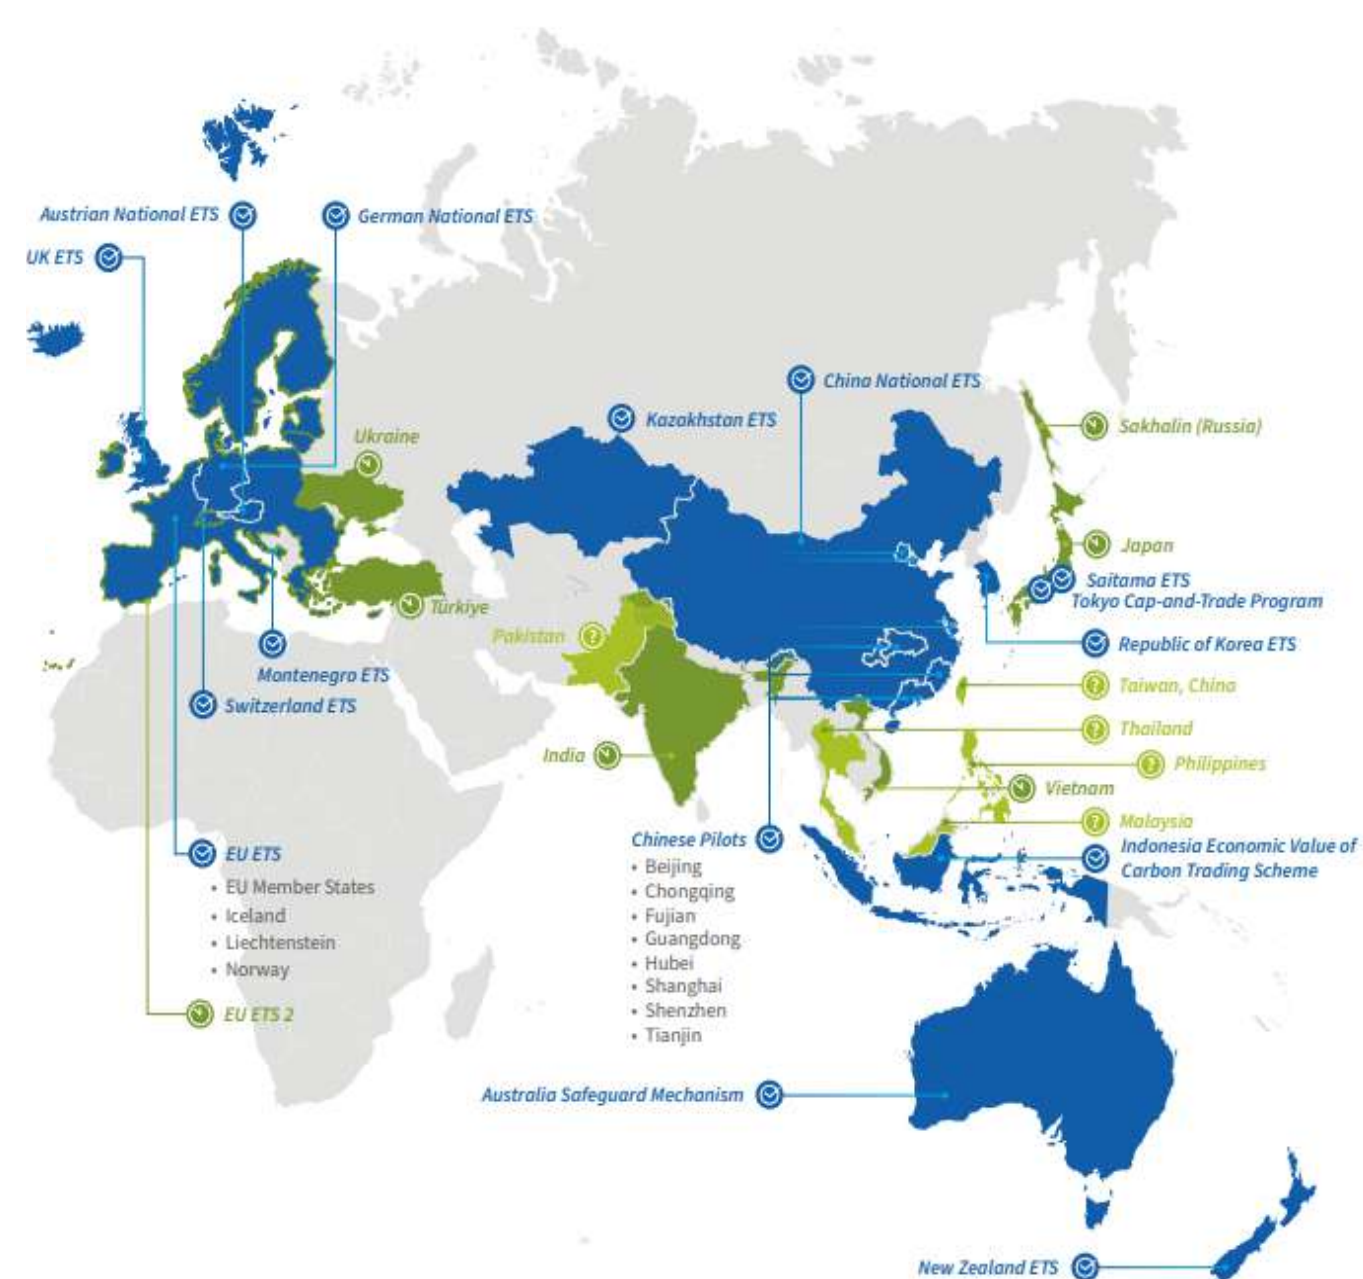 Austrian National ETS
German National ETS
UK ETS
China National ETS
Kazakhstan ETS
Sakhalin (Russia)
Ukraine
Japan
Saitama ETS
Tokyo Cap-and-Trade Program
Türkiye
Pakistan
?
Republic of Korea ETS
Montenegro ETS
Switzerland ETS
? Taiwan, China
? Thailand
India
? Philippines
Vietnam
? Malaysia
Indonesia Economic Value of
Carbon Trading Scheme
EU ETS
• EU Member States
• Iceland
• Liechtenstein
• Norway
EU ETS 2
Chinese Pilots
• Beijing
• Chongqing
• Fujian
• Guangdong
• Hubei
• Shanghai
• Shenzhen
• Tianjin
Australia Safeguard Mechanism
New Zealand ETS